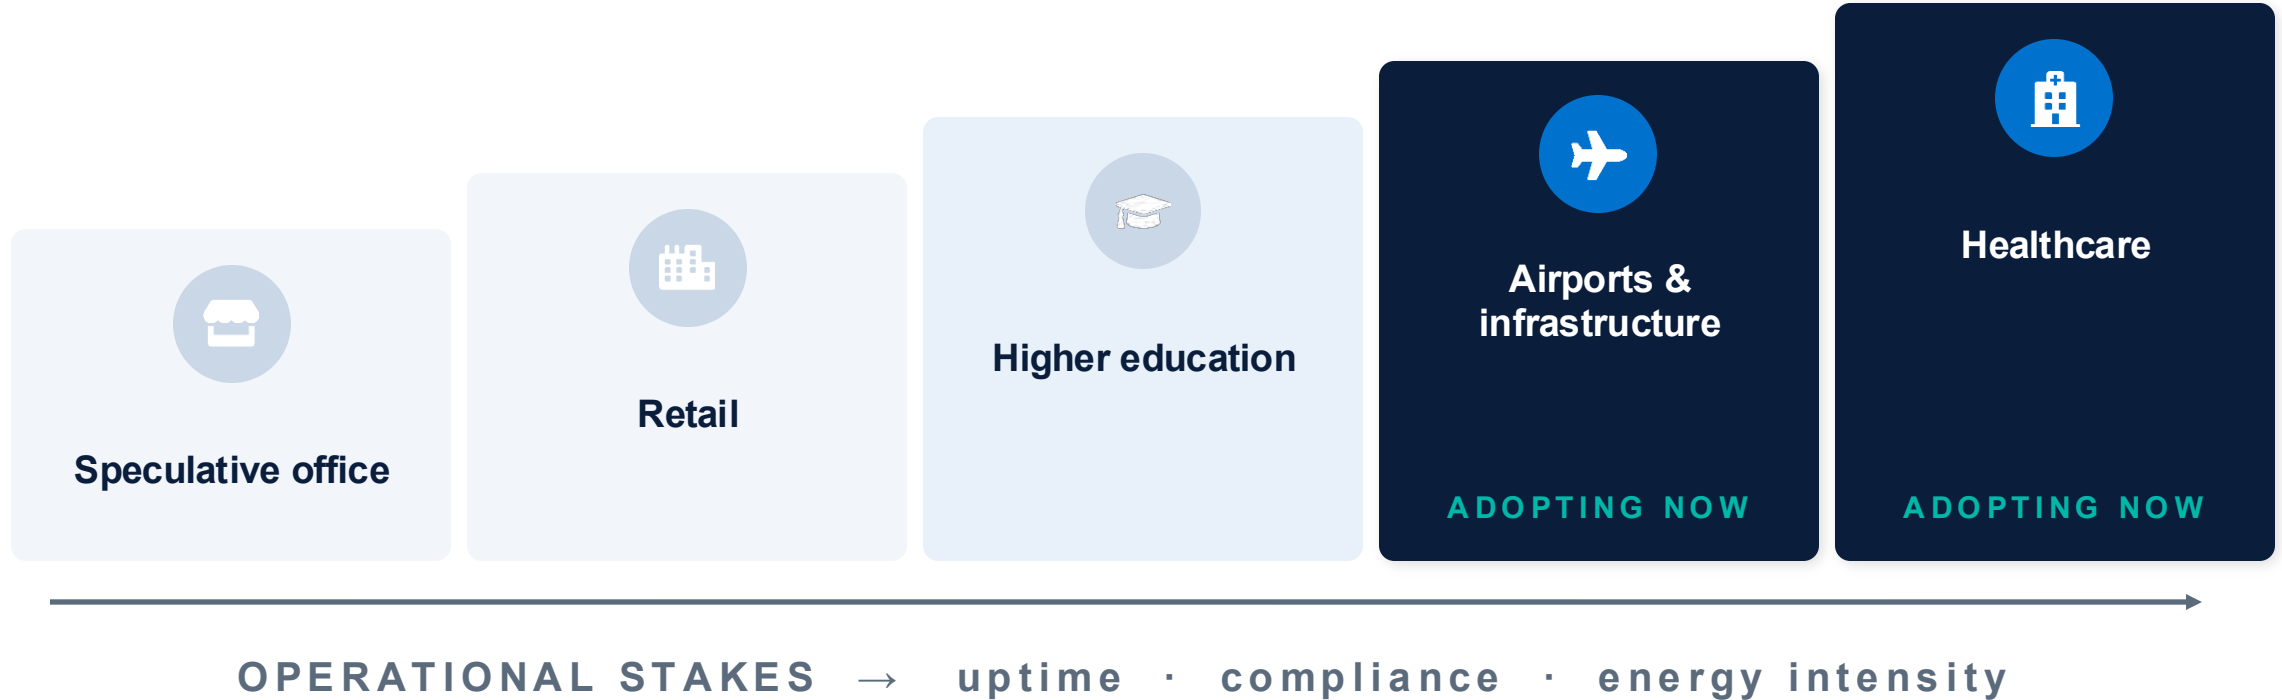 Speculative office
Retail
Higher education
Airports &
infrastructure
ADOPTING NOW
Healthcare
ADOPTING NOW
OPERATIONAL STAKES → uptime · compliance · energy intensity